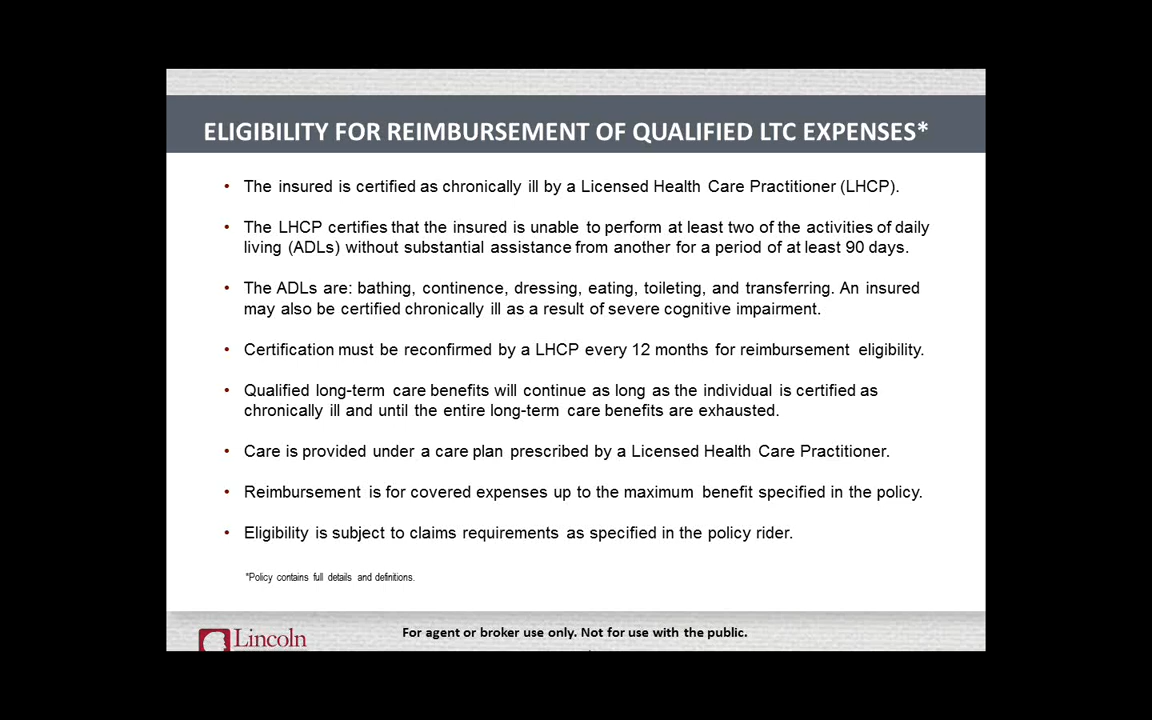 ELIGIBILITY FOR REIMBURSEMENT OF QUALIFIED LTC EXPENSES*
• The insured is certified as chronically ill by a Licensed Health Care Practitioner (LHCP).
• The LHCP certifies that the insured is unable to perform at least two of the activities of daily
living (ADLs) without substantial assistance from another for a period of at least 90 days.
• The ADLs are: bathing, continence, dressing, eating, toileting, and transferring. An insured
may also be certified chronically ill as a result of severe cognitive impairment.
• Certification must be reconfirmed by a LHCP every 12 months for reimbursement eligibility.
• Qualified long-term care benefits will continue as long as the individual is certified as
chronically ill and until the entire long-term care benefits are exhausted.
• Care is provided under a care plan prescribed by a Licensed Health Care Practitioner.
• Reimbursement is for covered expenses up to the maximum benefit specified in the policy.
• Eligibility is subject to claims requirements as specified in the policy rider.
*Policy contains full details and definitions.
For agent or broker use only. Not for use with the public.
Lincoln